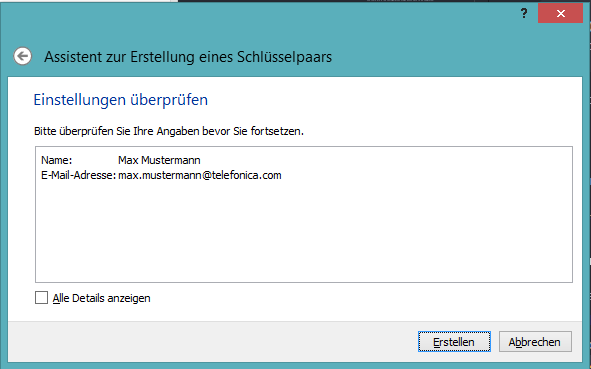 ?
Assistent zur Erstellung eines Schlüsselpaars
Einstellungen überprüfen
Bitte überprüfen Sie Ihre Angaben bevor Sie fortsetzen.
Name: Max Mustermann
E-Mail-Adresse: max.mustermann@telefonica.com
Alle Details anzeigen
Erstellen Abbrechen